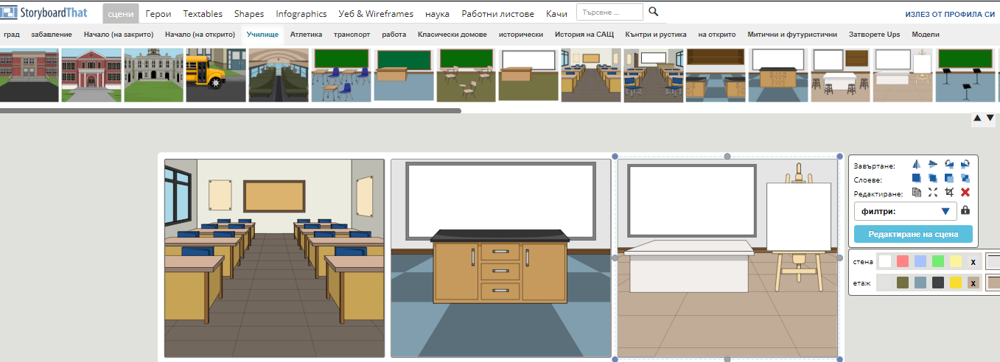 StoryboardThat сцени Герои Textables Shapes Infographics Уеб & Wireframes наука Работни листове Качи Търсене ... ИЗЛЕЗ ОТ ПРОФИЛА СИ
град забавление Начало (на закрито) Начало (на открито) Училище Атлетика транспорт работа Класически домове исторически История на САЩ Кънтри и рустика на открито Митични и футуристични Затворете Ups Модели
Завъртане:
Слоеве:
Редактиране:
филтри:
Редактиране на сцена
стена x
етаж x